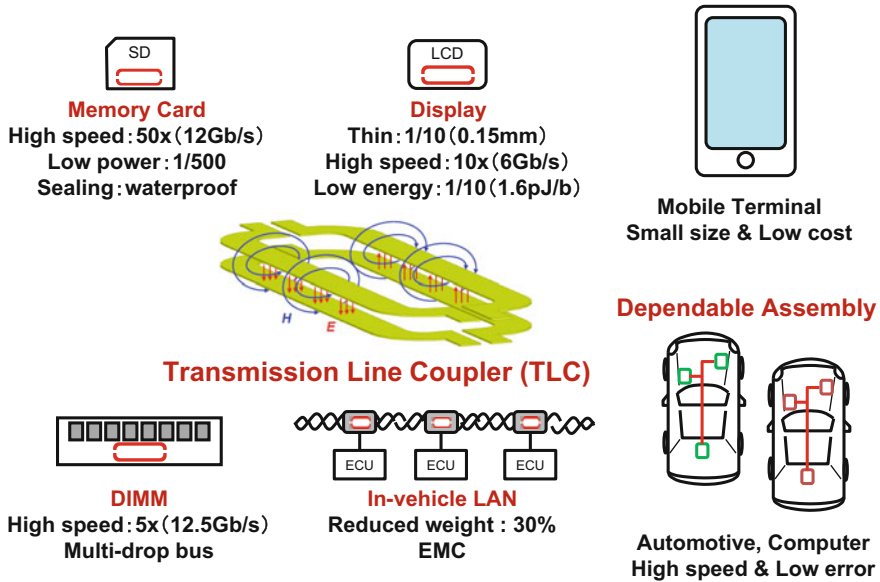 SD
Memory Card
High speed:50x(12Gb/s)
Low power:1/500
Sealing:waterproof
LCD
Display
Thin:1/10(0.15mm)
High speed:10x(6Gb/s)
Low energy:1/10(1.6pJ/b)
Mobile Terminal
Small size & Low cost
H
E
Transmission Line Coupler (TLC)
Dependable Assembly
DIMM
High speed:5x(12.5Gb/s)
Multi-drop bus
ECU
ECU
ECU
In-vehicle LAN
Reduced weight : 30%
EMC
Automotive, Computer
High speed & Low error